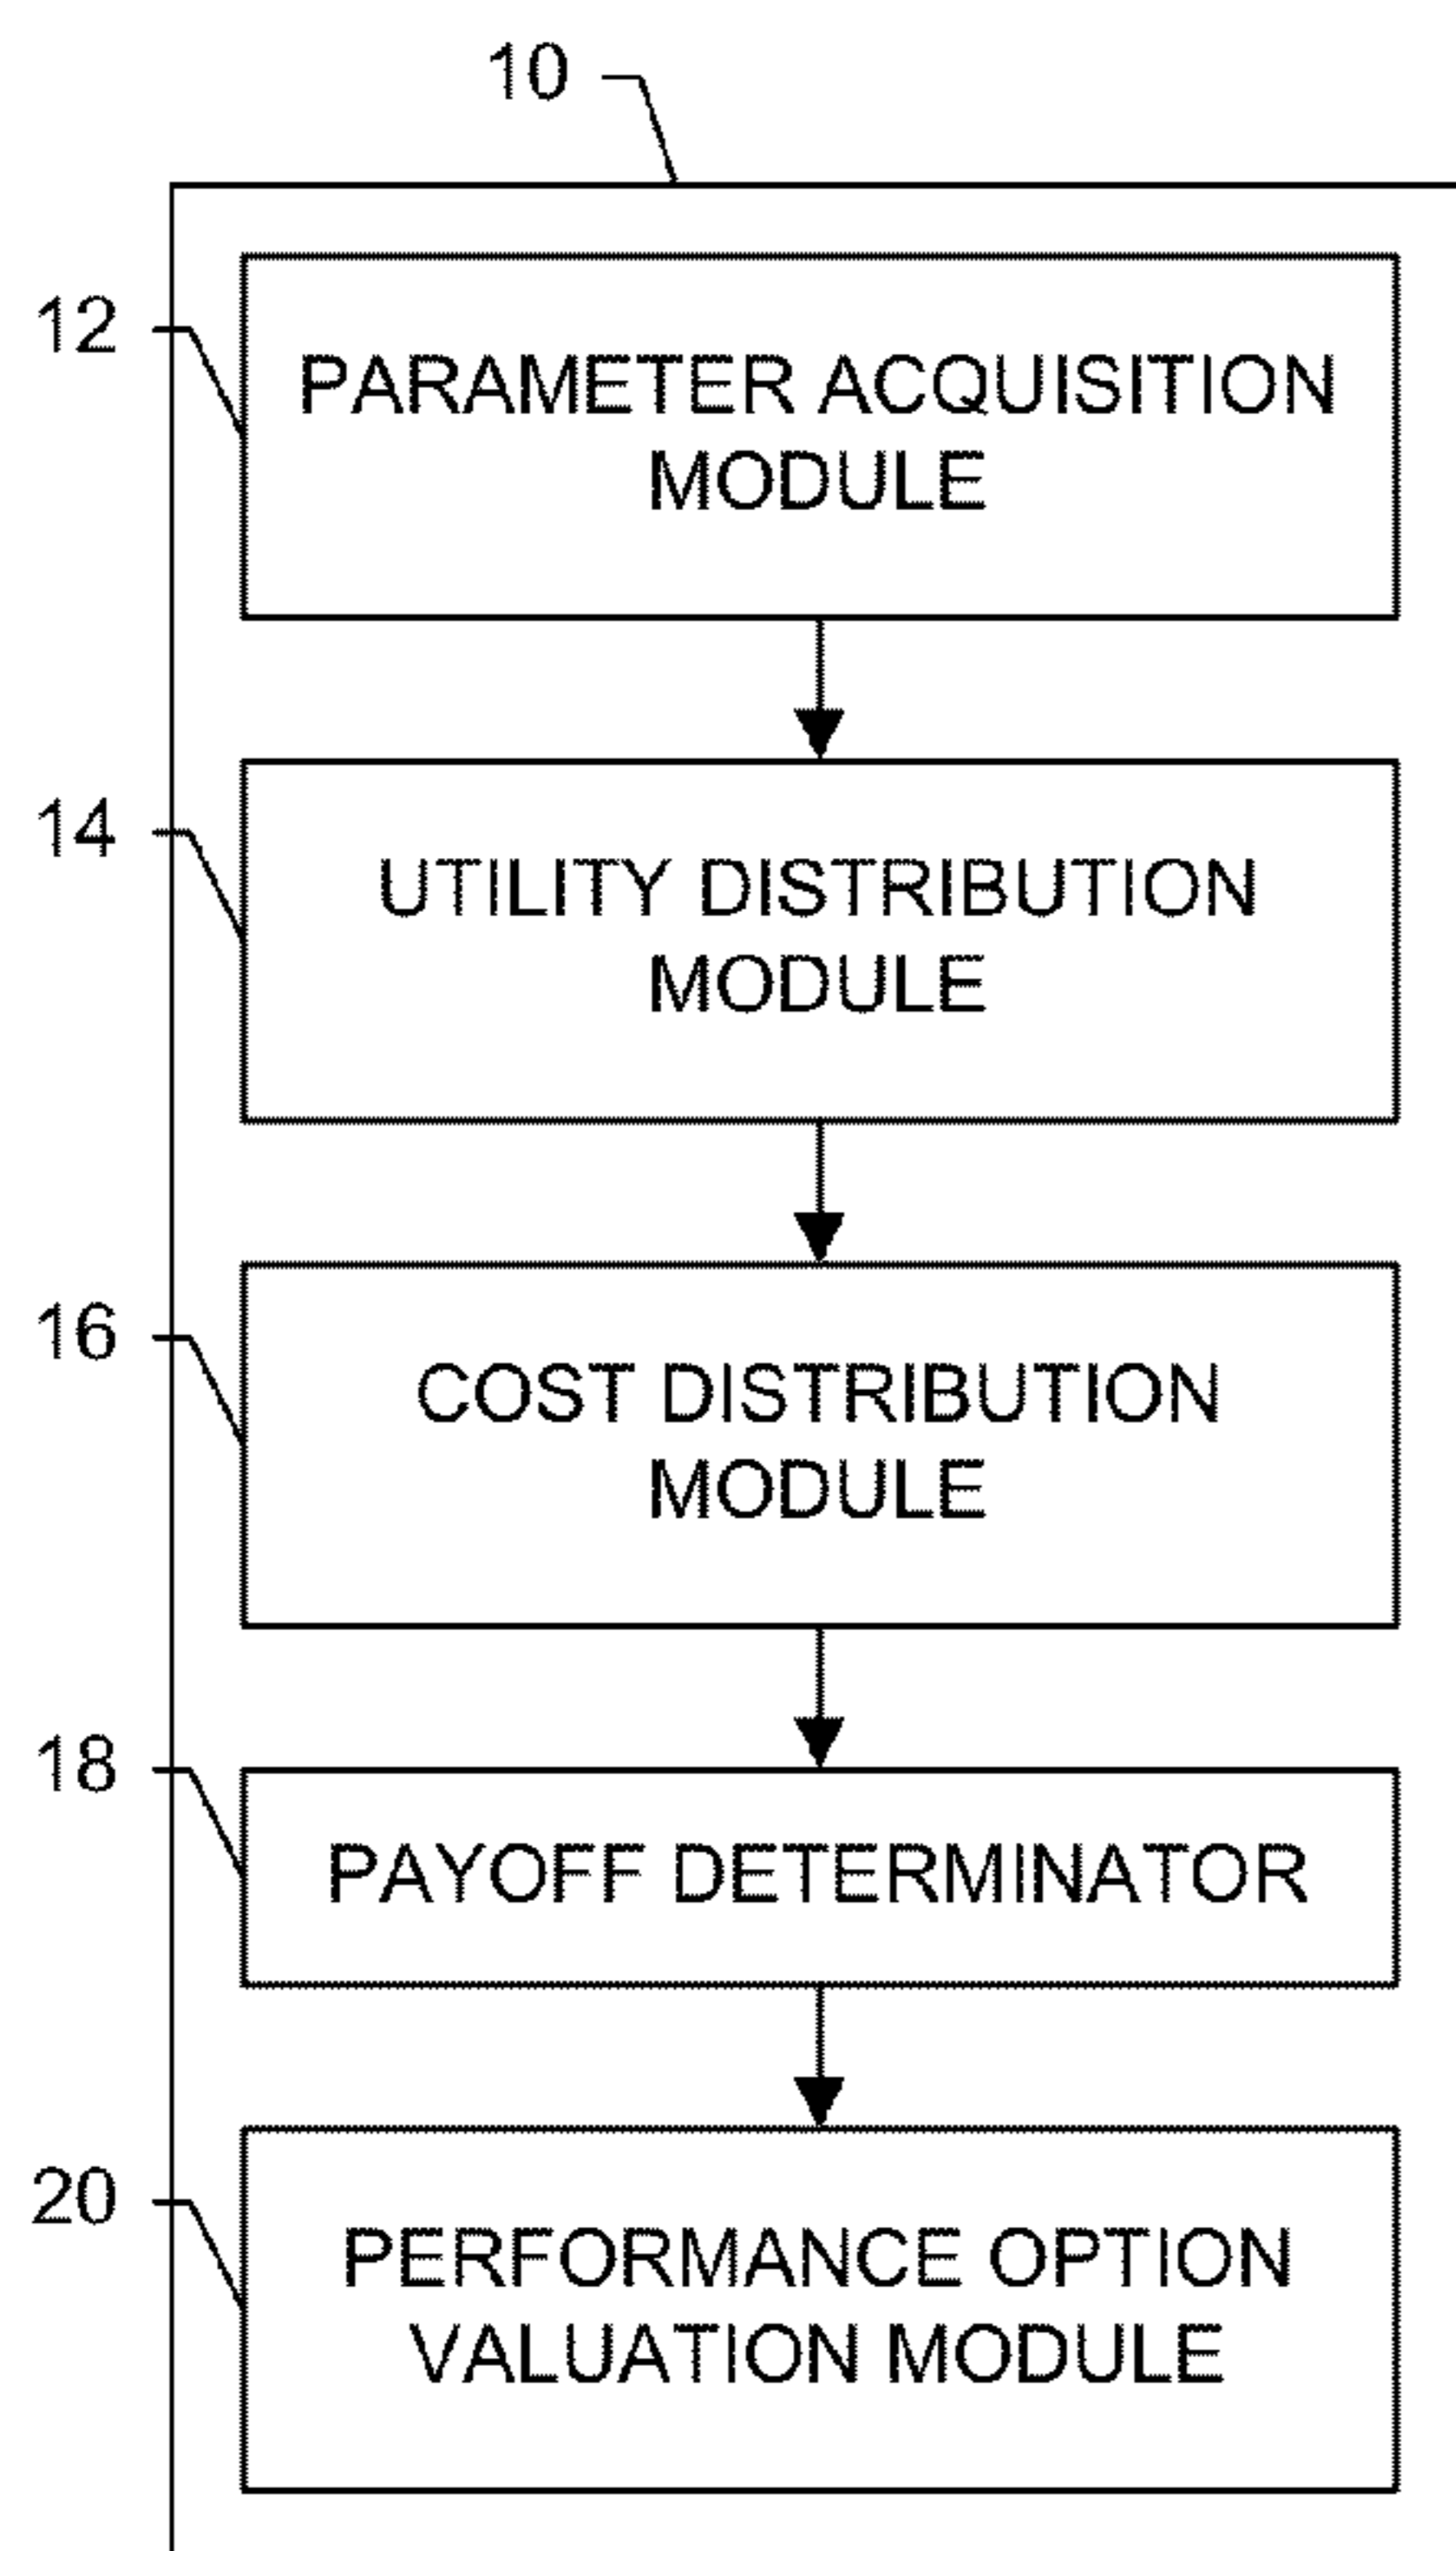 10
12
PARAMETER ACQUISITION
MODULE
14
UTILITY DISTRIBUTION
MODULE
16
COST DISTRIBUTION
MODULE
18
PAYOFF DETERMINATOR
20
PERFORMANCE OPTION
VALUATION MODULE